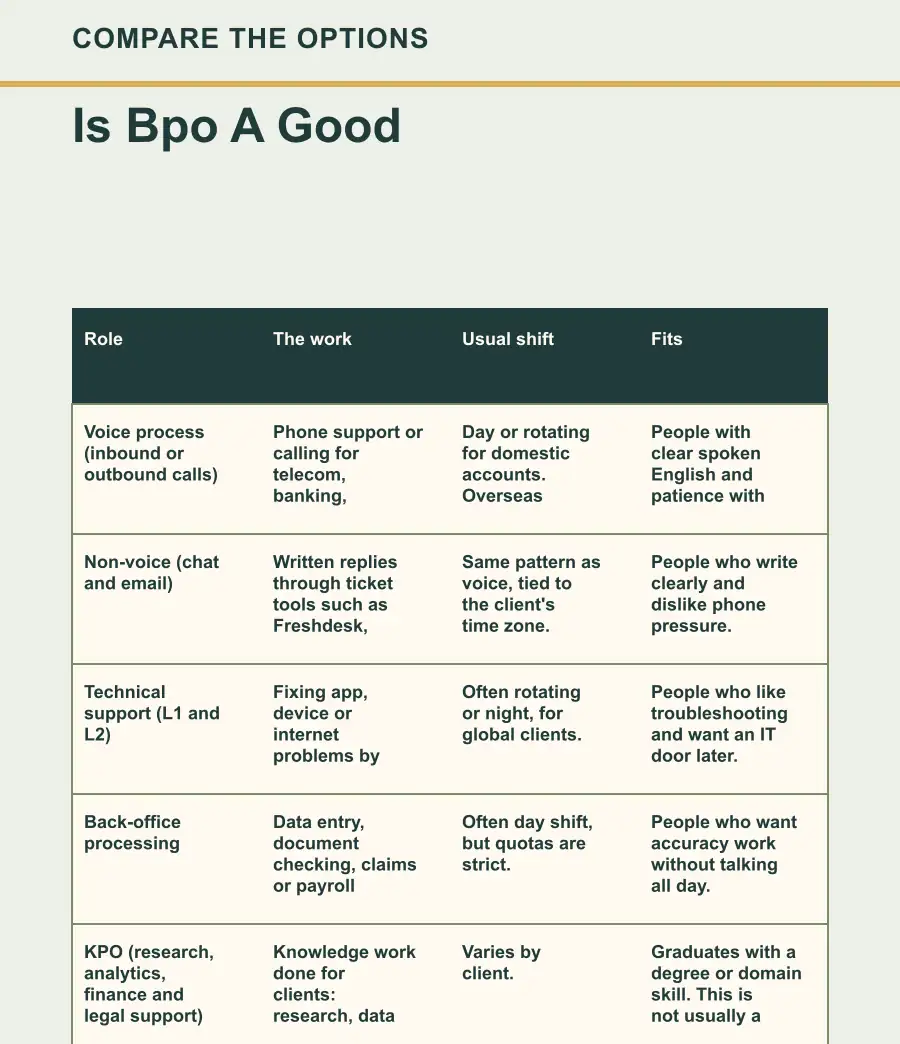 COMPARE THE OPTIONS
Is Bpo A Good
Role
The work
Usual shift
Fits
Voice process
(inbound or
outbound calls)
Phone support or
calling for
telecom,
banking,
Day or rotating
for domestic
accounts.
Overseas
People with
clear spoken
English and
patience with
Non-voice (chat
and email)
Written replies
through ticket
tools such as
Freshdesk,
Same pattern as
voice, tied to
the client's
time zone.
People who write
clearly and
dislike phone
pressure.
Technical
support (L1 and
L2)
Fixing app,
device or
internet
problems by
Often rotating
or night, for
global clients.
People who like
troubleshooting
and want an IT
door later.
Back-office
processing
Data entry,
document
checking, claims
or payroll
Often day shift,
but quotas are
strict.
People who want
accuracy work
without talking
all day.
KPO (research,
analytics,
finance and
legal support)
Knowledge work
done for
clients:
research, data
Varies by
client.
Graduates with a
degree or domain
skill. This is
not usually a